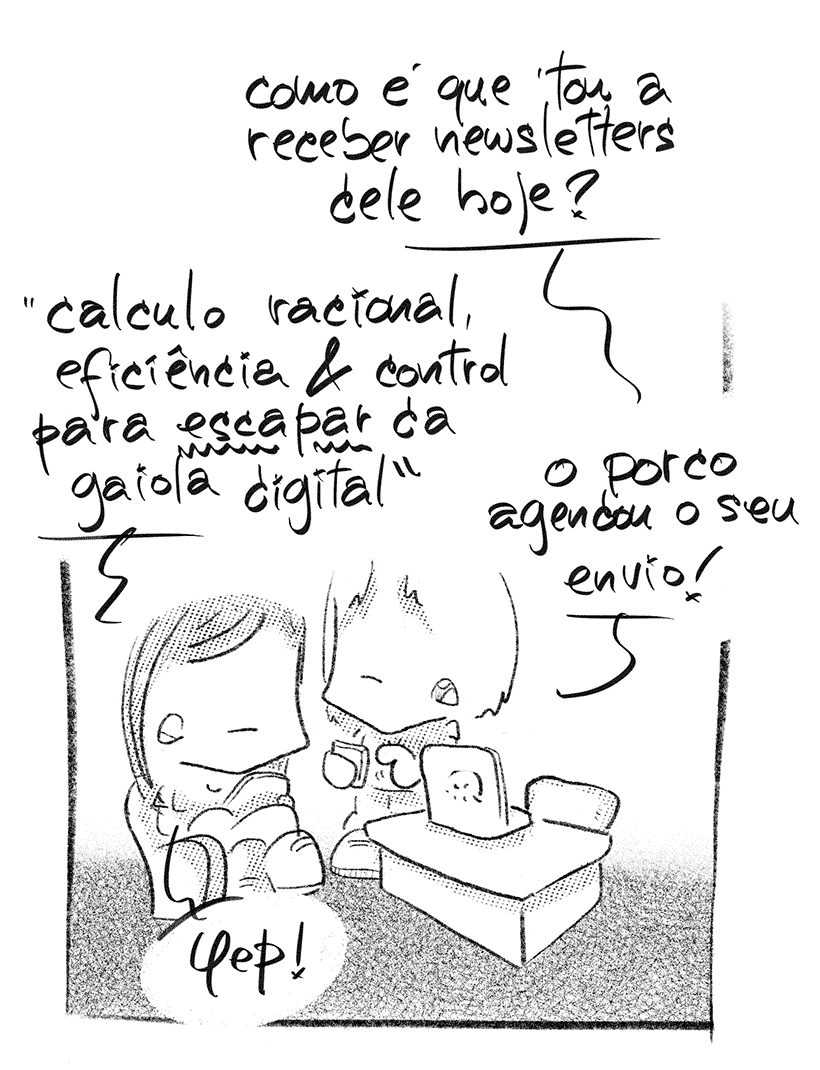 como é que 'tou a
receber newsletters
dele hoje?
"calculo racional,
eficiência & control
para escapar da
gaiola digital"
o porco
agendou o seu
envio!
yep!